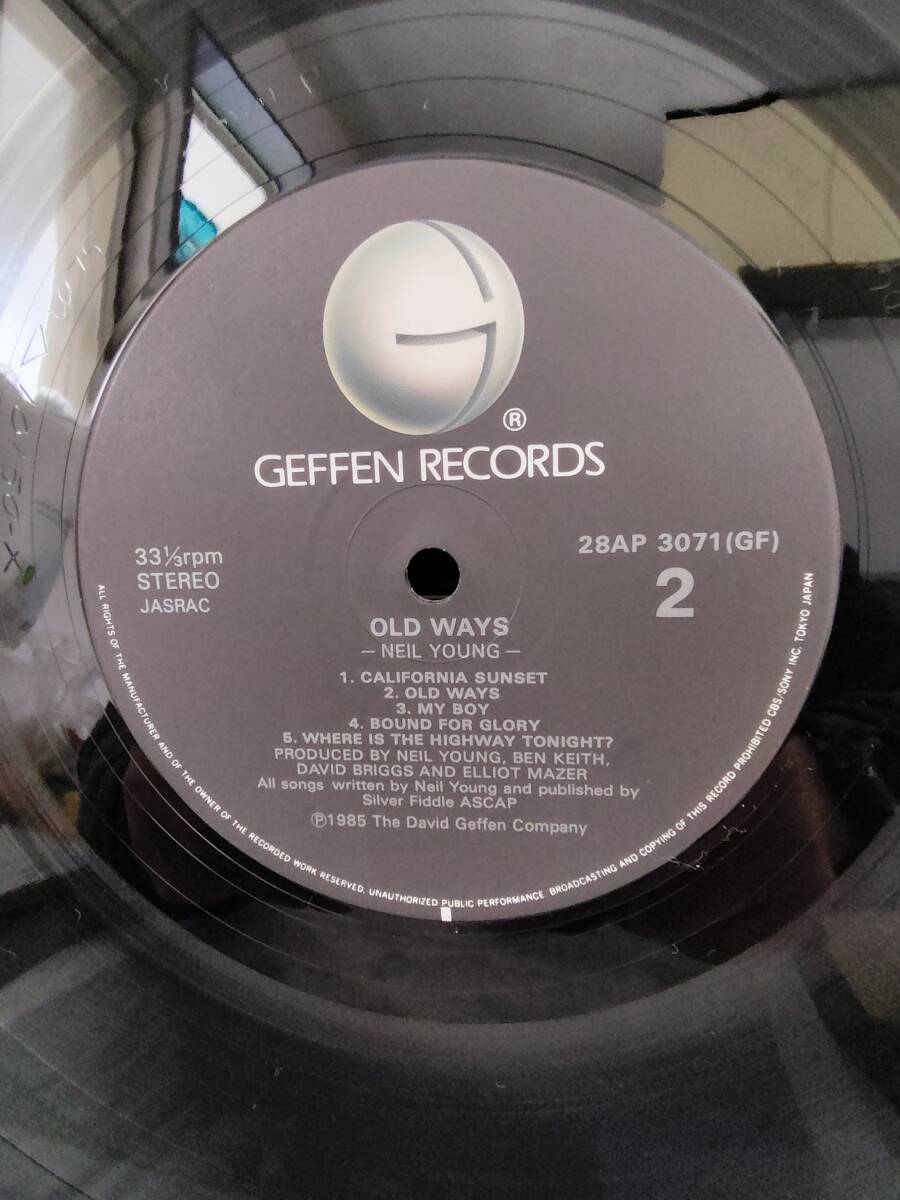 ®
GEFFEN RECORDS
33⅓rpm
STEREO
JASRAC
28AP 3071(GF)
2
OLD WAYS
— NEIL YOUNG —
1. CALIFORNIA SUNSET
2. OLD WAYS
3. MY BOY
4. BOUND FOR GLORY
5. WHERE IS THE HIGHWAY TONIGHT?
PRODUCED BY NEIL YOUNG, BEN KEITH,
DAVID BRIGGS AND ELLIOT MAZER
All songs written by Neil Young and published by
Silver Fiddle ASCAP
Ⓟ1985 The David Geffen Company
ALL RIGHTS OF THE MANUFACTURER AND OF THE OWNER OF THE RECORDED WORK RESERVED. UNAUTHORIZED PUBLIC PERFORMANCE BROADCASTING AND COPYING OF THIS RECORD PROHIBITED CBS/SONY INC. TOKYO JAPAN